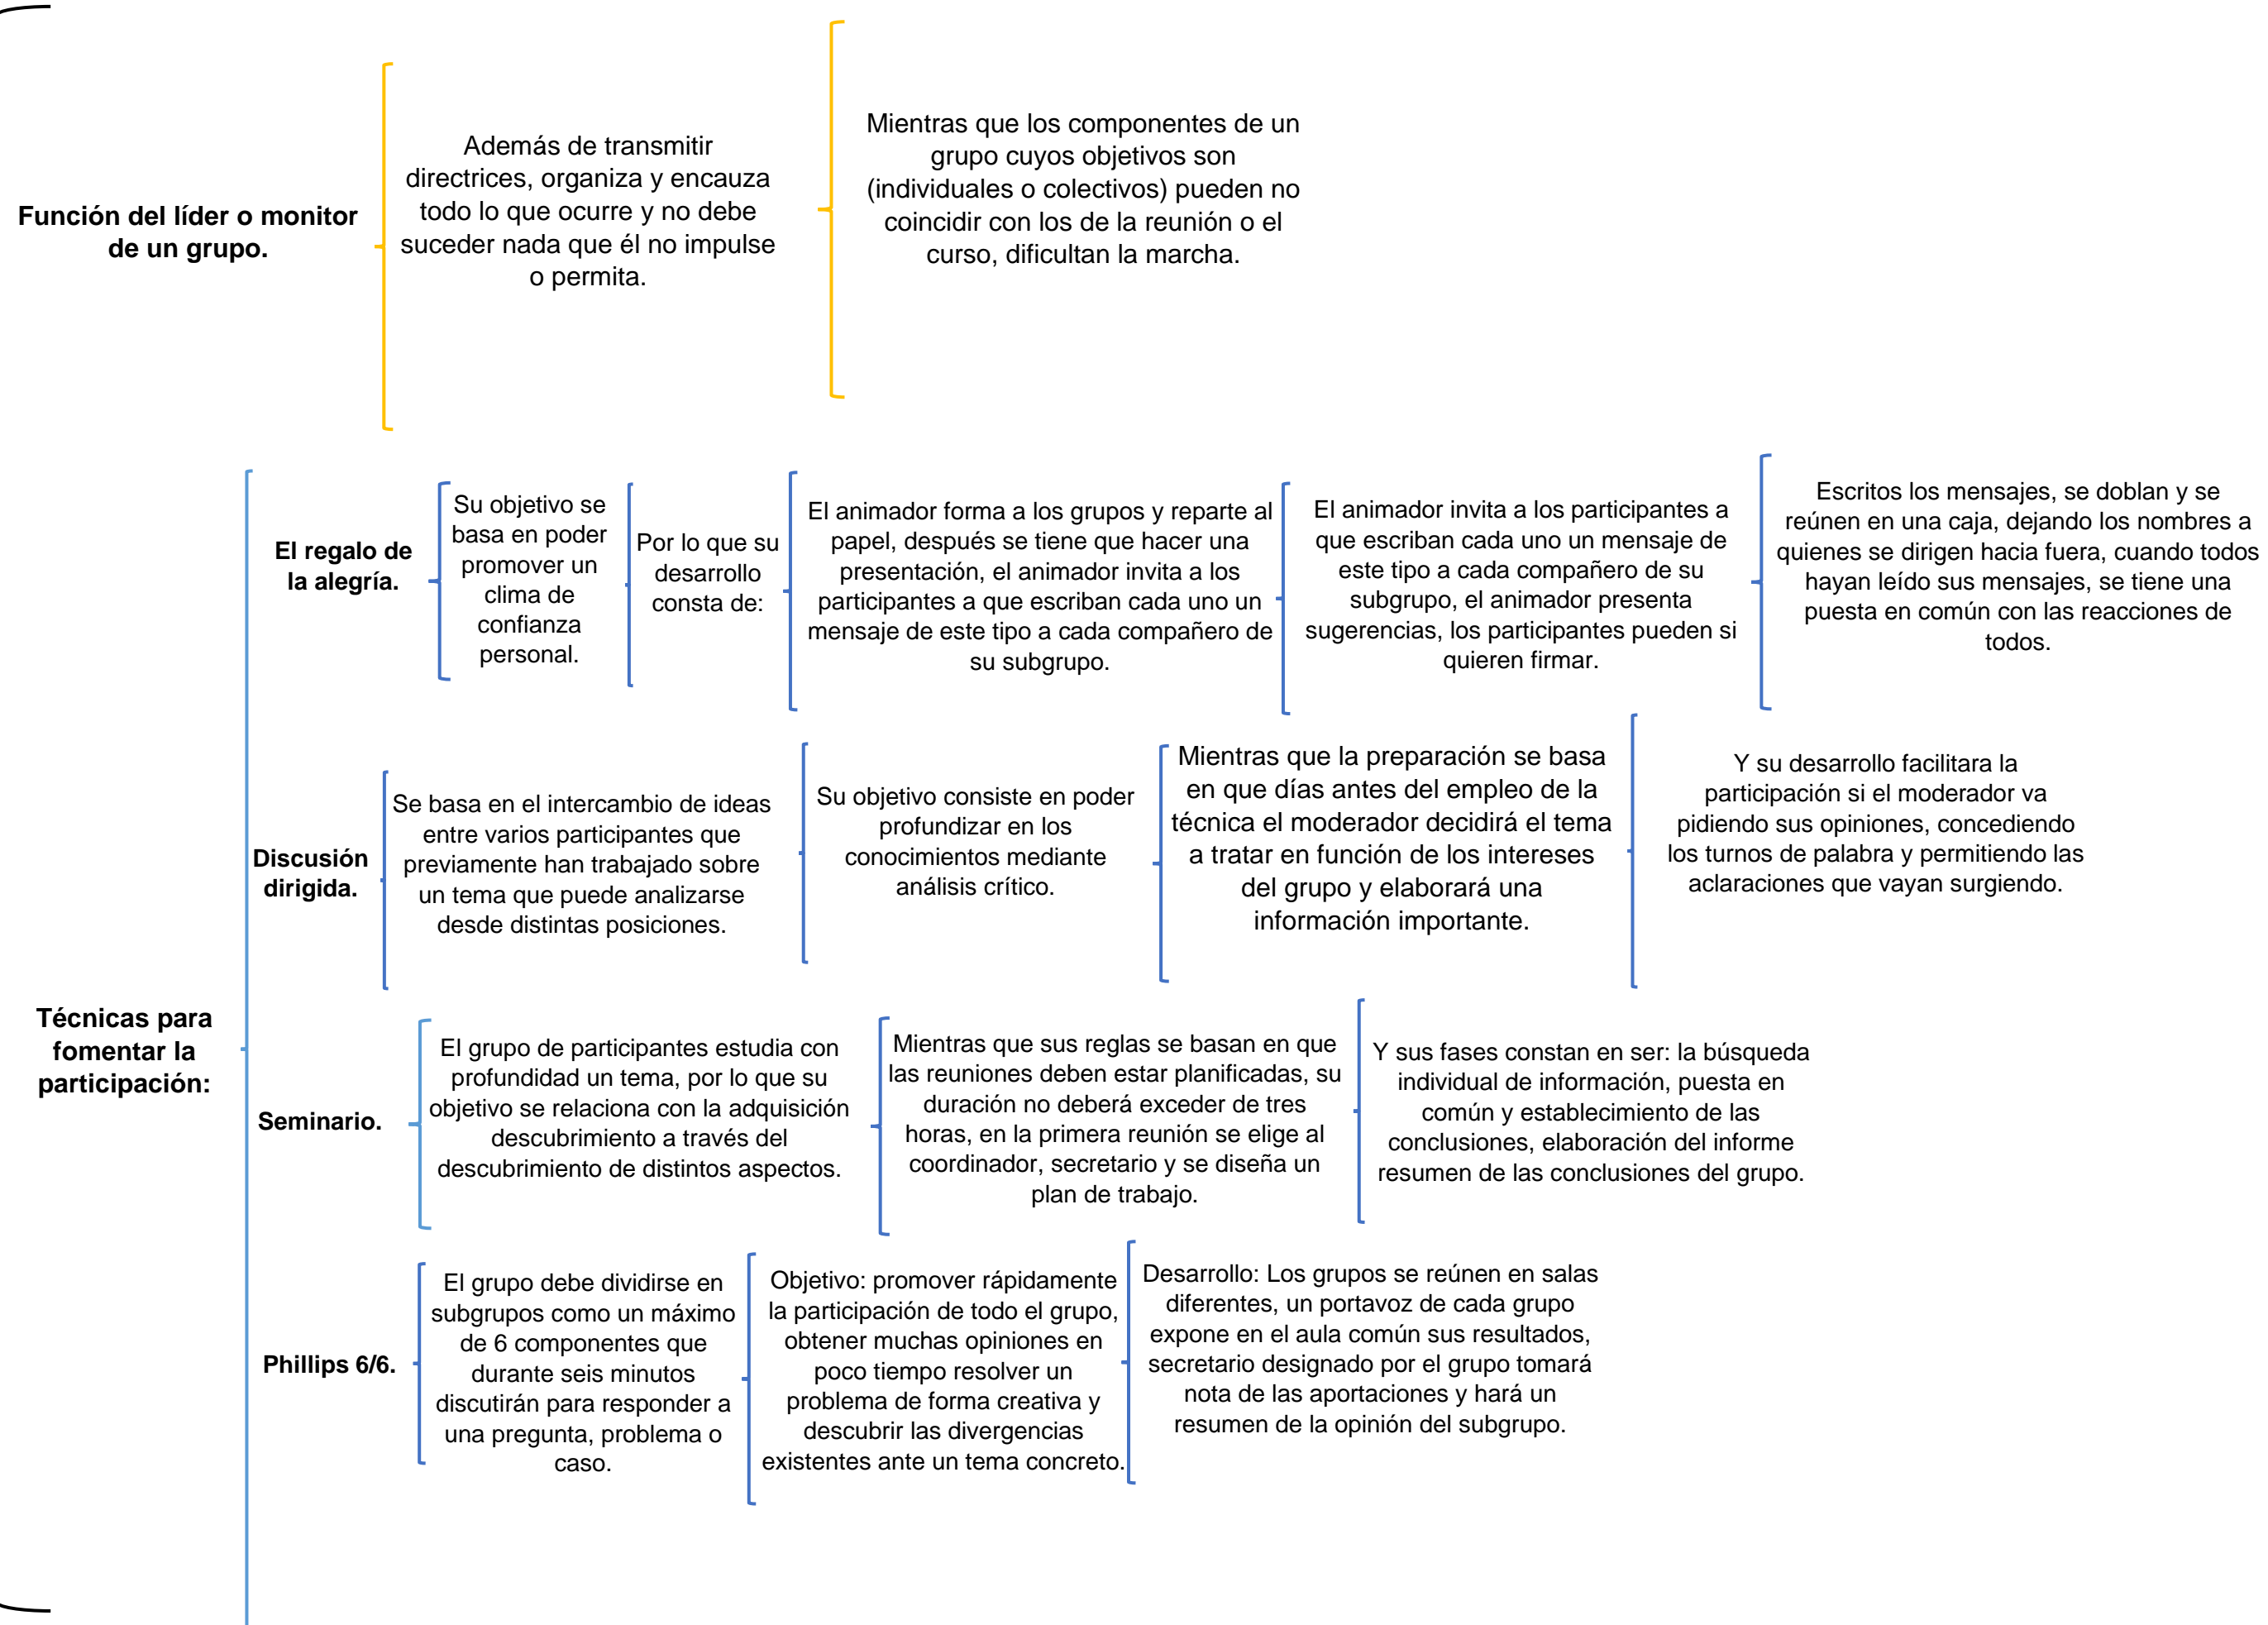 Función del líder o monitor
de un grupo.
Además de transmitir
directrices, organiza y encauza
todo lo que ocurre y no debe
suceder nada que él no impulse
o permita.
Mientras que los componentes de un
grupo cuyos objetivos son
(individuales o colectivos) pueden no
coincidir con los de la reunión o el
curso, dificultan la marcha.
Técnicas para
fomentar la
participación:
El regalo de
la alegría.
Su objetivo se
basa en poder
promover un
clima de
confianza
personal.
Por lo que su
desarrollo
consta de:
El animador forma a los grupos y reparte al
papel, después se tiene que hacer una
presentación, el animador invita a los
participantes a que escriban cada uno un
mensaje de este tipo a cada compañero de
su subgrupo.
El animador invita a los participantes a
que escriban cada uno un mensaje de
este tipo a cada compañero de su
subgrupo, el animador presenta
sugerencias, los participantes pueden si
quieren firmar.
Escritos los mensajes, se doblan y se
reúnen en una caja, dejando los nombres a
quienes se dirigen hacia fuera, cuando todos
hayan leído sus mensajes, se tiene una
puesta en común con las reacciones de
todos.
Discusión
dirigida.
Se basa en el intercambio de ideas
entre varios participantes que
previamente han trabajado sobre
un tema que puede analizarse
desde distintas posiciones.
Su objetivo consiste en poder
profundizar en los
conocimientos mediante
análisis crítico.
Mientras que la preparación se basa
en que días antes del empleo de la
técnica el moderador decidirá el tema
a tratar en función de los intereses
del grupo y elaborará una
información importante.
Y su desarrollo facilitara la
participación si el moderador va
pidiendo sus opiniones, concediendo
los turnos de palabra y permitiendo las
aclaraciones que vayan surgiendo.
Seminario.
El grupo de participantes estudia con
profundidad un tema, por lo que su
objetivo se relaciona con la adquisición
descubrimiento a través del
descubrimiento de distintos aspectos.
Mientras que sus reglas se basan en que
las reuniones deben estar planificadas, su
duración no deberá exceder de tres
horas, en la primera reunión se elige al
coordinador, secretario y se diseña un
plan de trabajo.
Y sus fases constan en ser: la búsqueda
individual de información, puesta en
común y establecimiento de las
conclusiones, elaboración del informe
resumen de las conclusiones del grupo.
Phillips 6/6.
El grupo debe dividirse en
subgrupos como un máximo
de 6 componentes que
durante seis minutos
discutirán para responder a
una pregunta, problema o
caso.
Objetivo: promover rápidamente
la participación de todo el grupo,
obtener muchas opiniones en
poco tiempo resolver un
problema de forma creativa y
descubrir las divergencias
existentes ante un tema concreto.
Desarrollo: Los grupos se reúnen en salas
diferentes, un portavoz de cada grupo
expone en el aula común sus resultados,
secretario designado por el grupo tomará
nota de las aportaciones y hará un
resumen de la opinión del subgrupo.